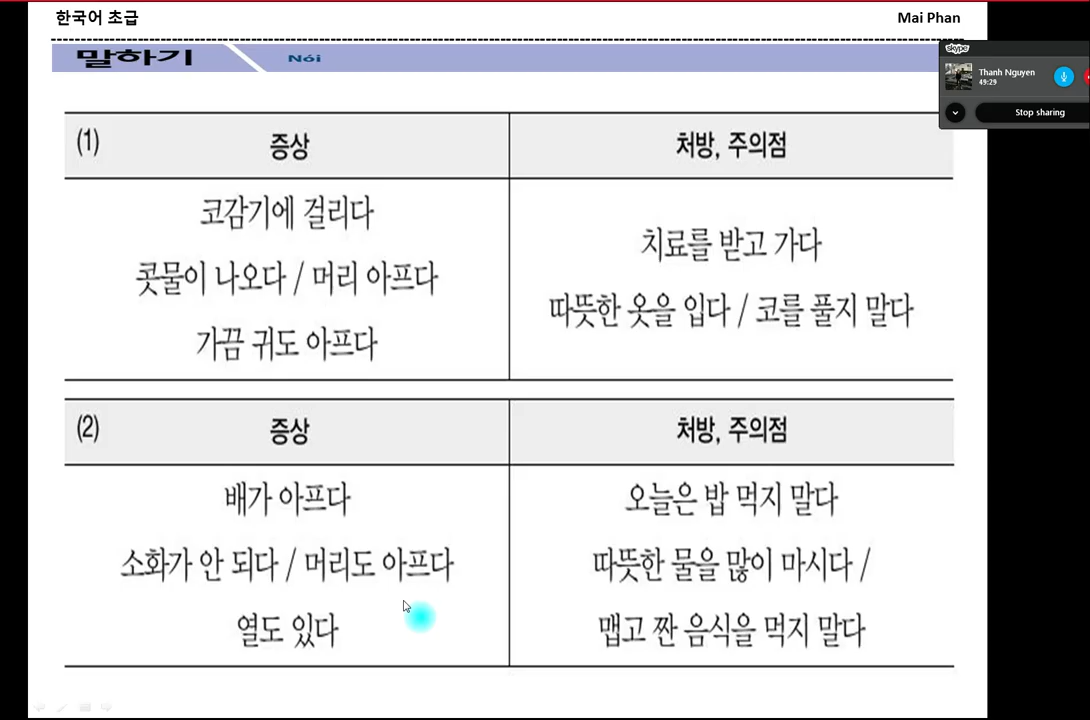 한국어 초급
Mai Phan
말하기
Nói
skype
Thanh Nguyen
49:29
Stop sharing
(1)
증상
처방, 주의점
코감기에 걸리다
콧물이 나오다 / 머리 아프다
가끔 귀도 아프다
치료를 받고 가다
따뜻한 옷을 입다 / 코를 풀지 말다
(2)
증상
처방, 주의점
배가 아프다
소화가 안 되다 / 머리도 아프다
열도 있다
오늘은 밥 먹지 말다
따뜻한 물을 많이 마시다 /
맵고 짠 음식을 먹지 말다